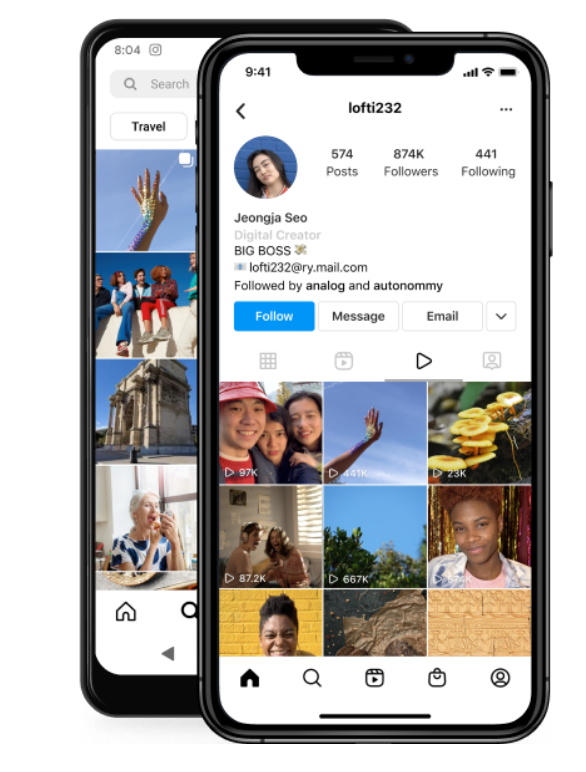 8:04
Search
Travel
9:41
lofti232
574 874K 441
Posts Followers Following
Jeongja Seo
Digital Creator
BIG BOSS
lofti232@ry.mail.com
Followed by analog and autonommy
Follow Message Email
97K 441K 23K
87.2K 667K